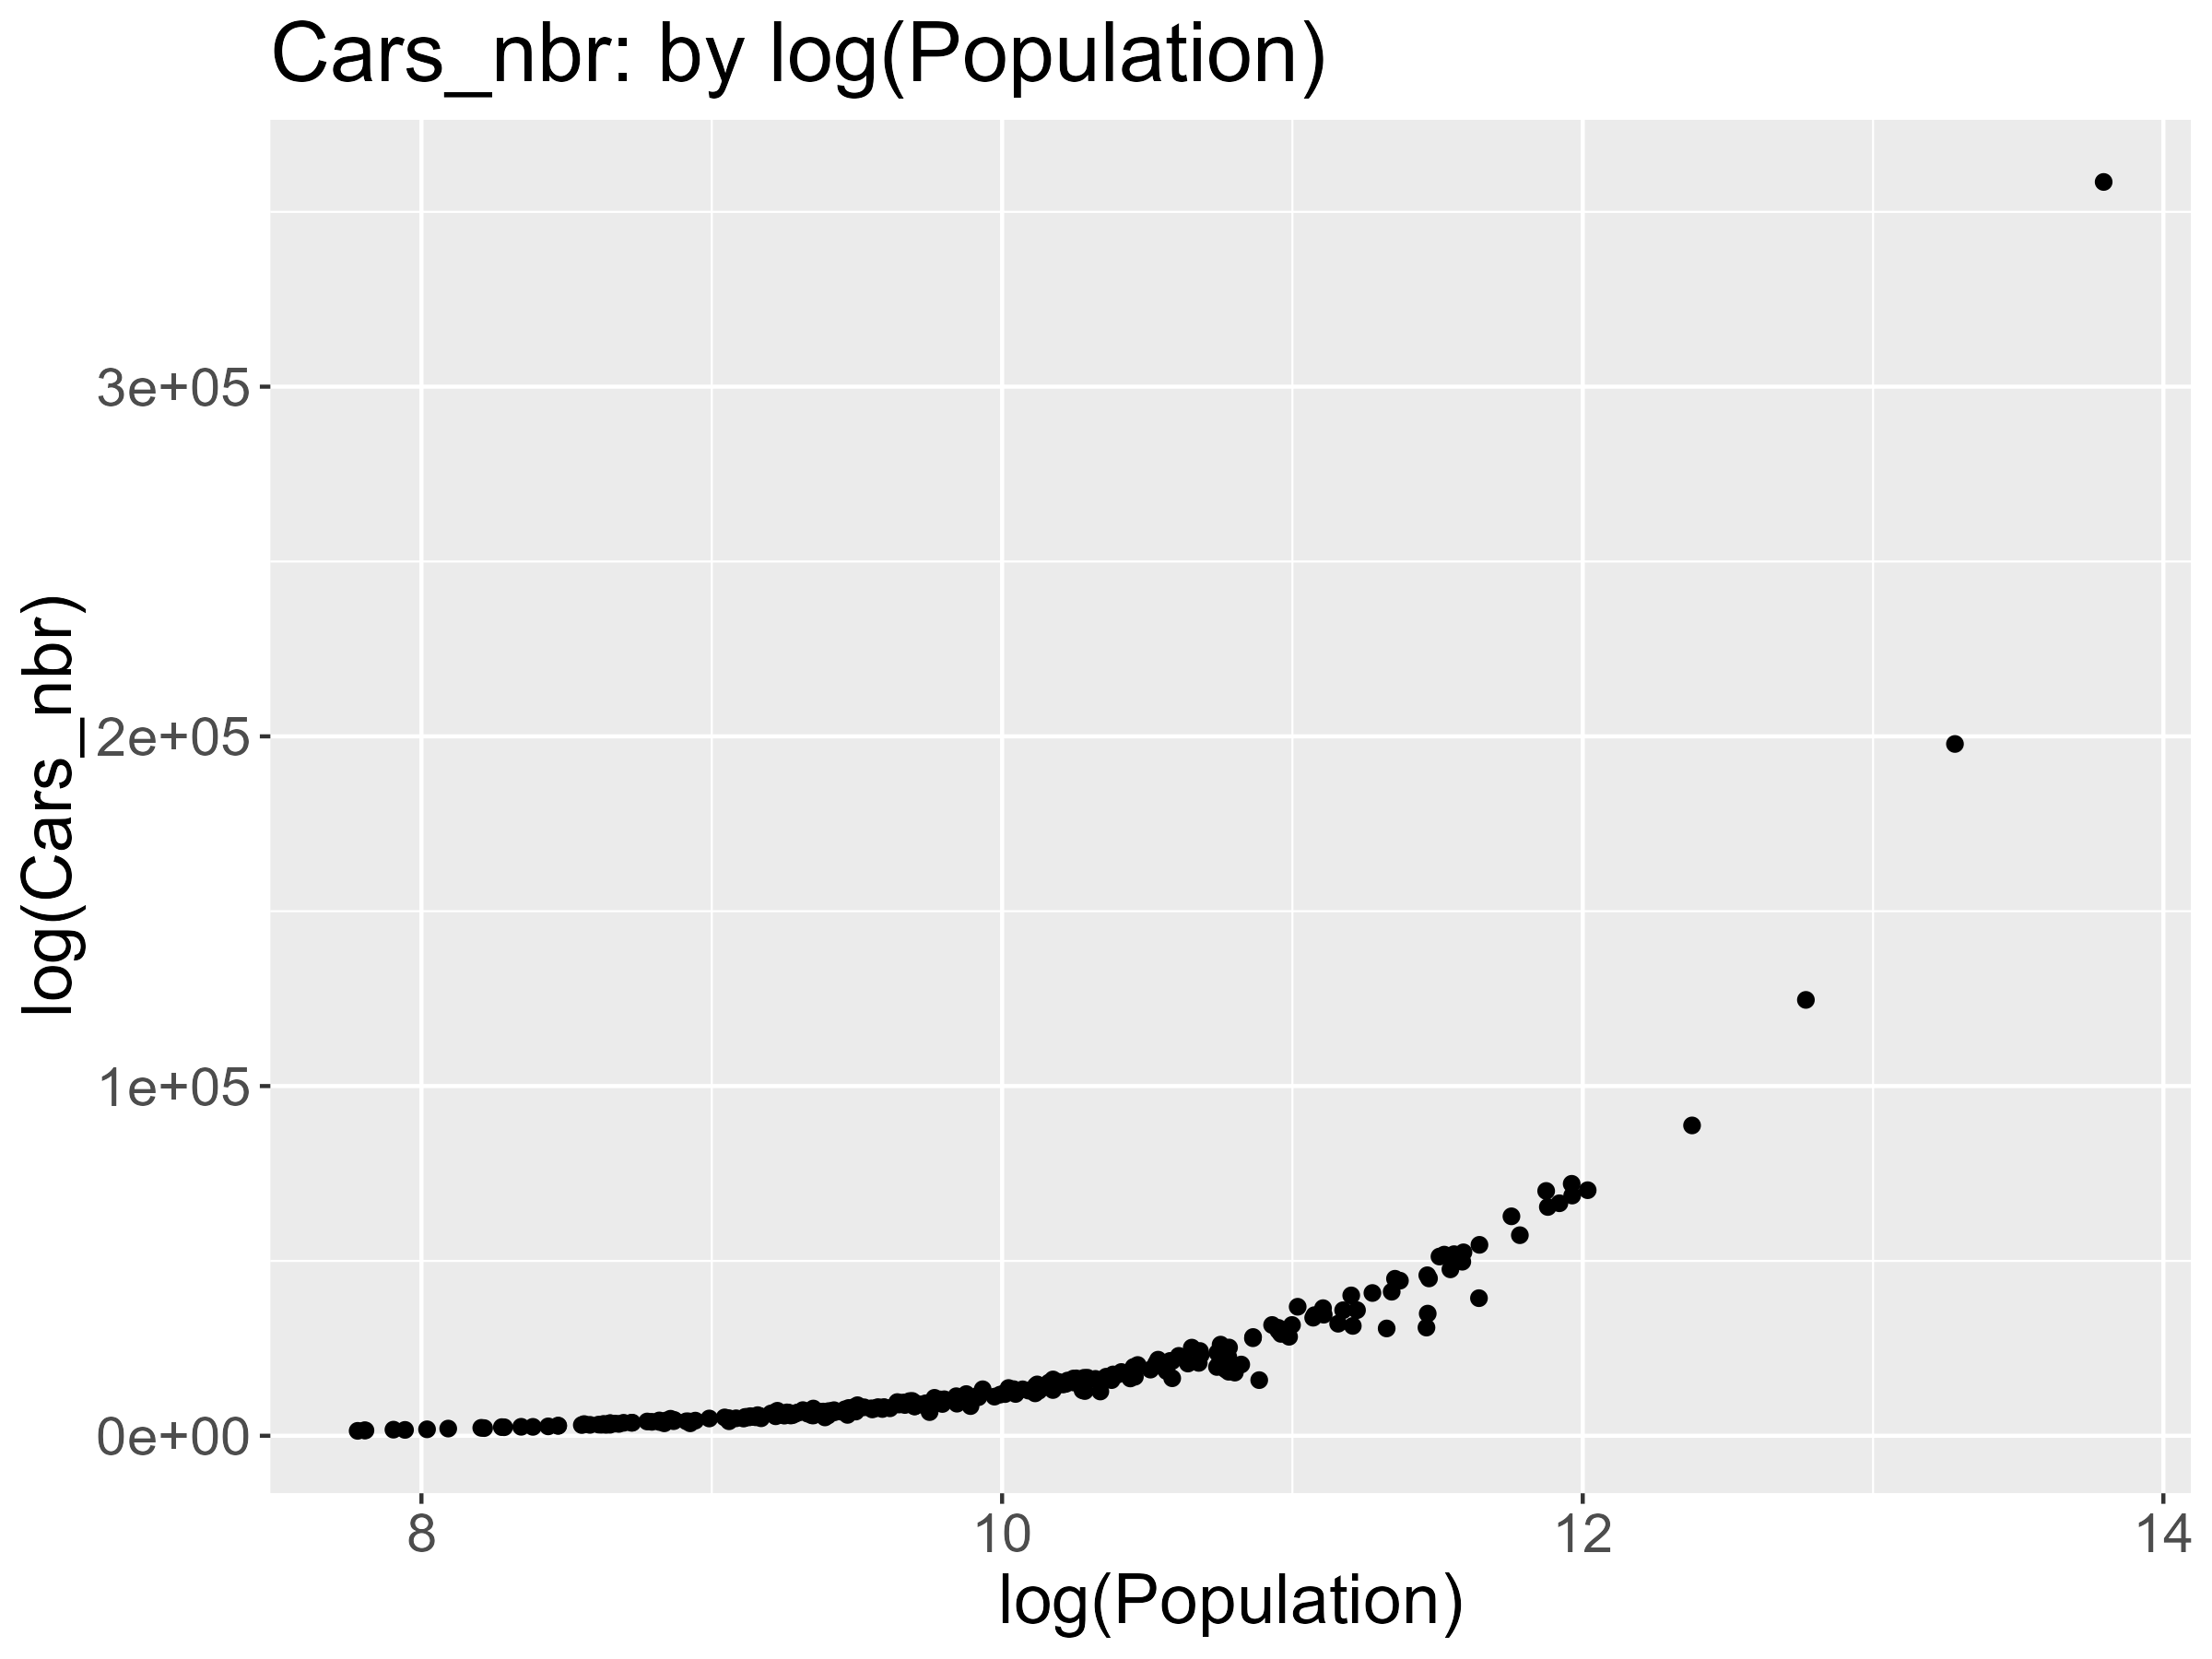 Cars_nbr: by log(Population)
log(Cars_nbr)
3e+05
2e+05
1e+05
0e+00
8 10 12 14
log(Population)